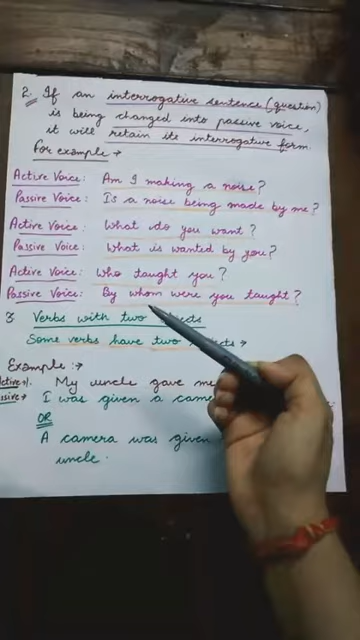 2. If an interrogative sentence (question)
is being changed into passive voice,
it will retain its interrogative form.
For example →
Active Voice: Am I making a noise?
Passive Voice: Is a noise being made by me?
Active Voice: What do you want?
Passive Voice: What is wanted by you?
Active Voice: Who taught you?
Passive Voice: By whom were you taught?
3. Verbs with two
Some verbs have two →
Example :→
My uncle gave me
I was given a
OR
A camera was given
uncle.